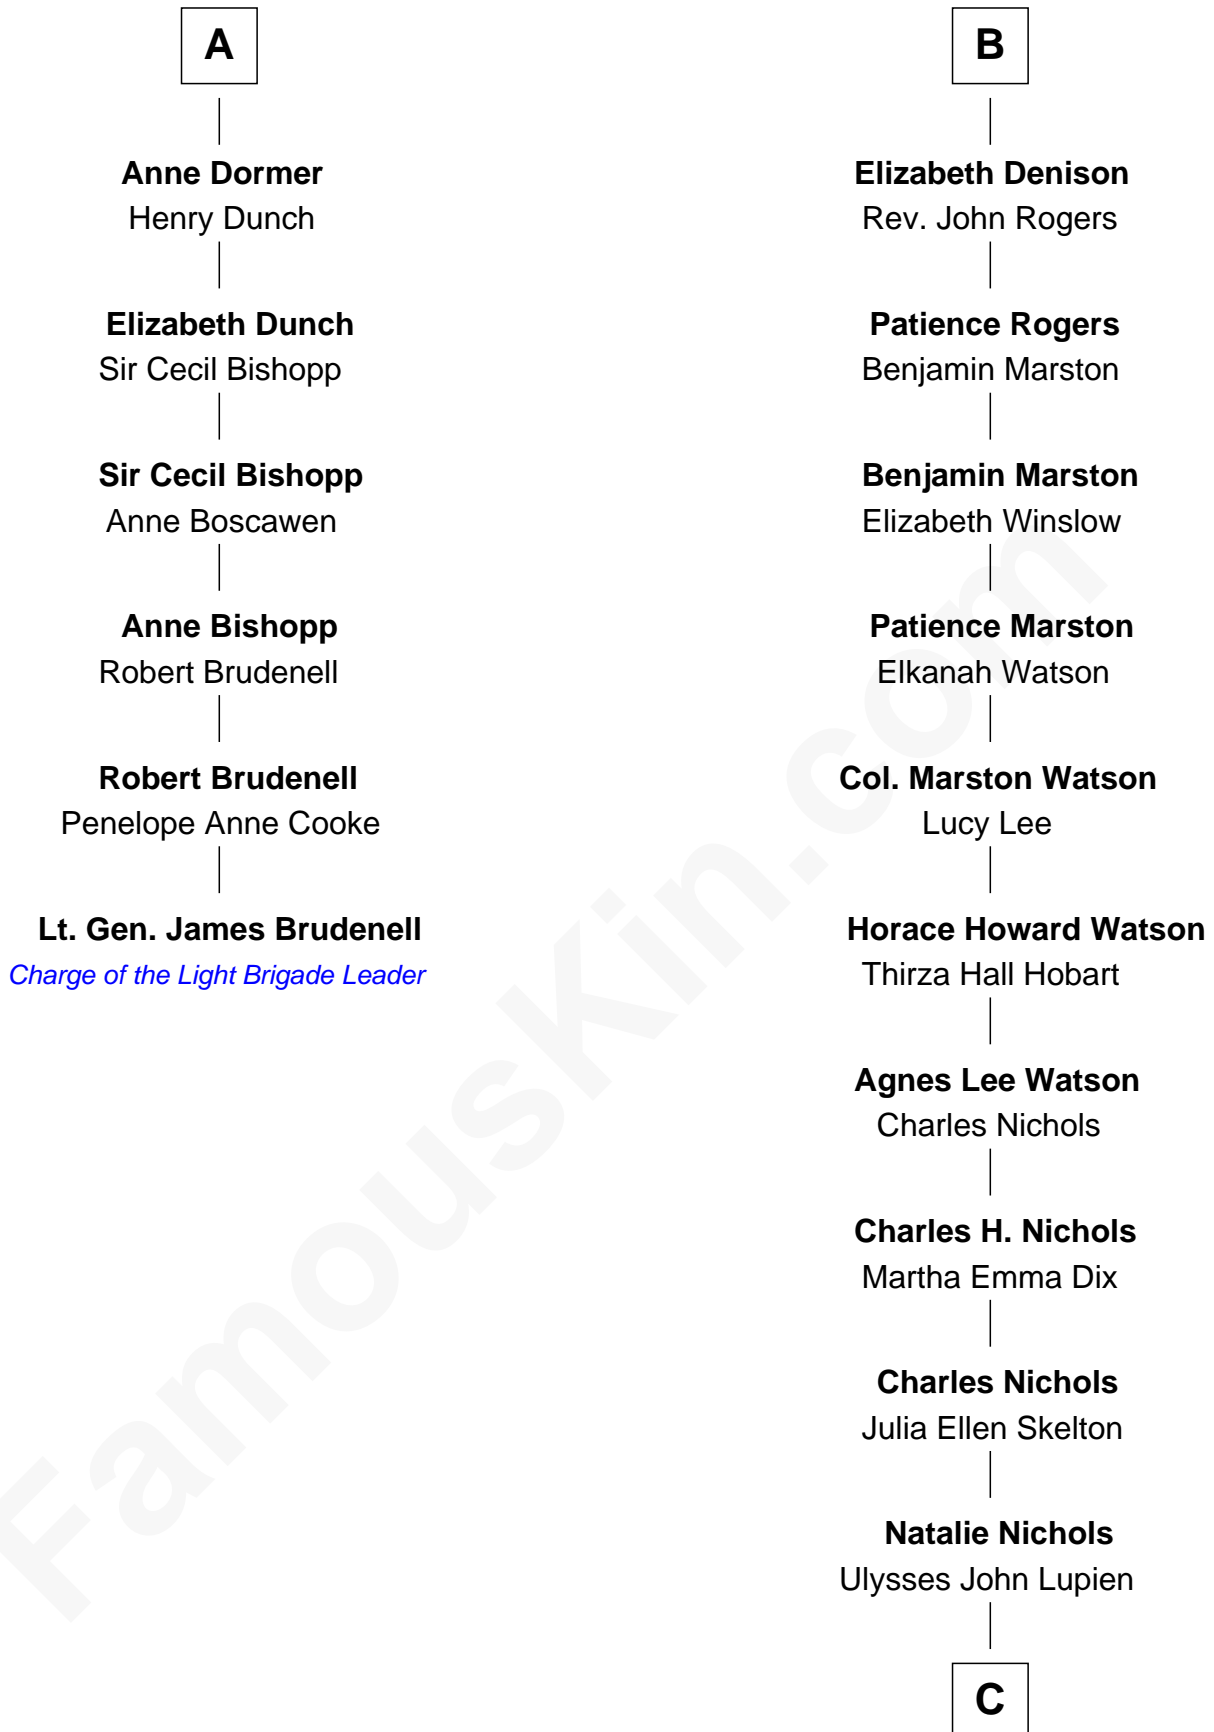 A
Anne Dormer
Henry Dunch
Elizabeth Dunch
Sir Cecil Bishopp
Sir Cecil Bishopp
Anne Boscawen
Anne Bishopp
Robert Brudenell
Robert Brudenell
Penelope Anne Cooke
Lt. Gen. James Brudenell
Charge of the Light Brigade Leader
B
Elizabeth Denison
Rev. John Rogers
Patience Rogers
Benjamin Marston
Benjamin Marston
Elizabeth Winslow
Patience Marston
Elkanah Watson
Col. Marston Watson
Lucy Lee
Horace Howard Watson
Thirza Hall Hobart
Agnes Lee Watson
Charles Nichols
Charles H. Nichols
Martha Emma Dix
Charles Nichols
Julia Ellen Skelton
Natalie Nichols
Ulysses John Lupien
C
FamousKin.com